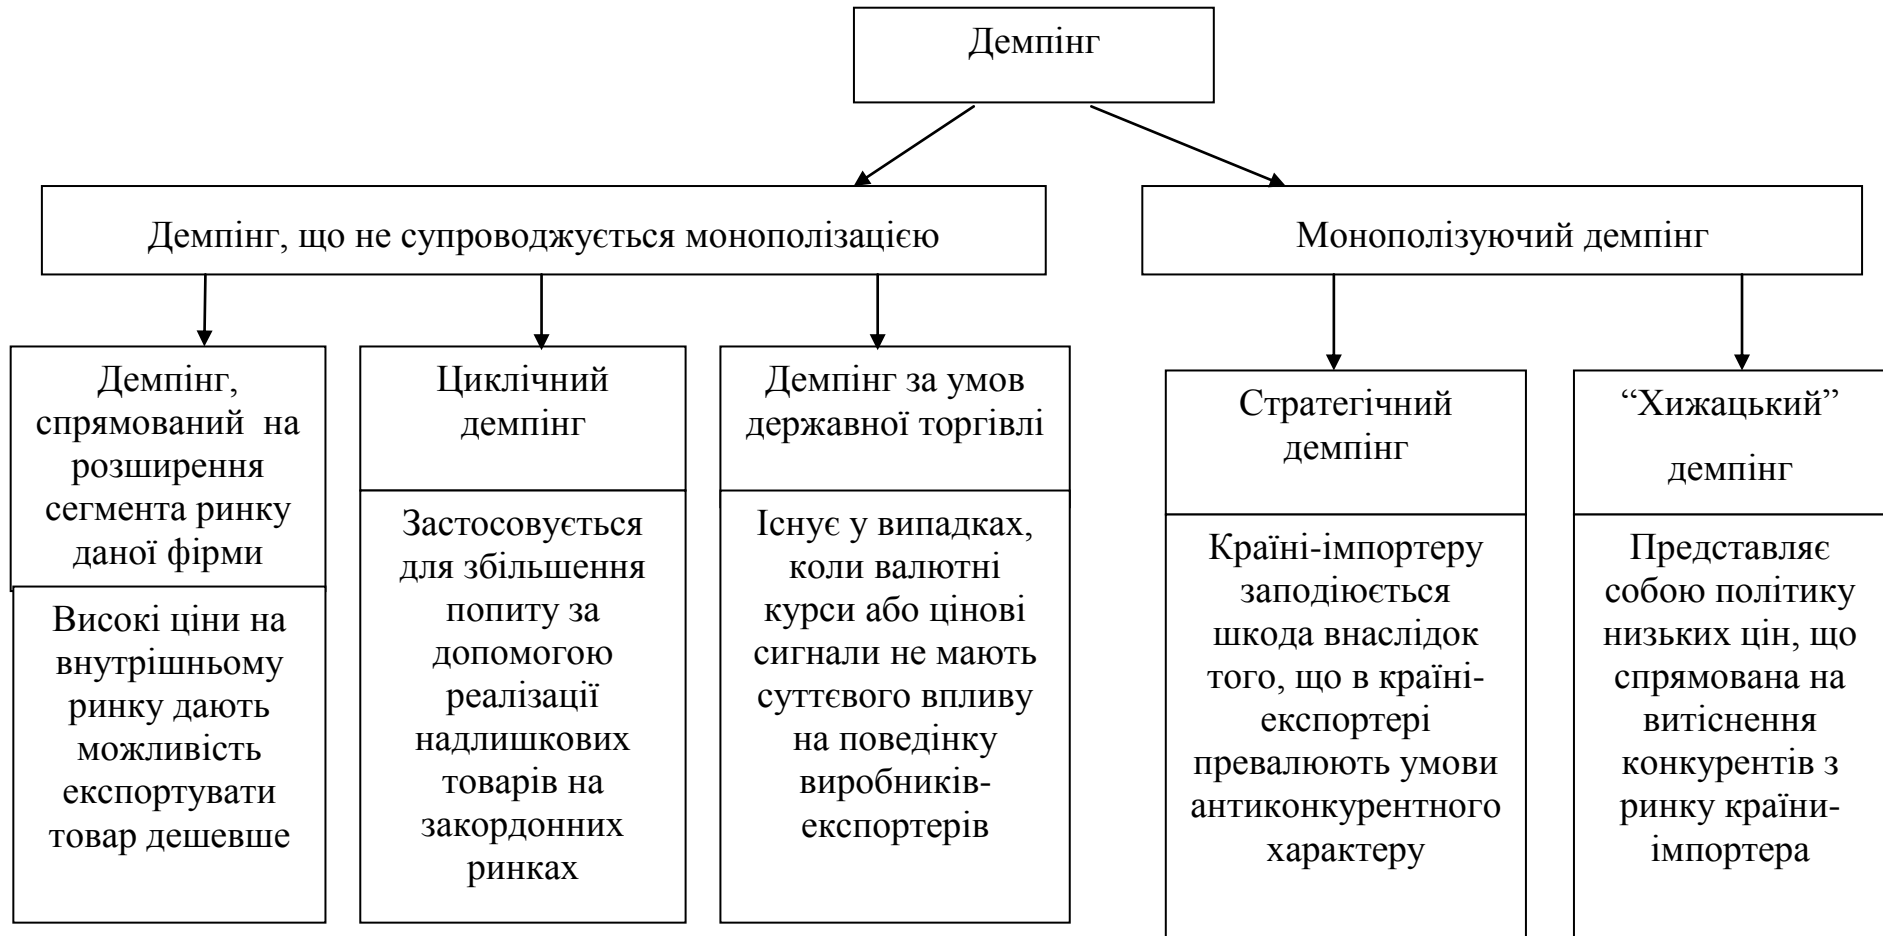 Демпінг
Демпінг, що не супроводжується монополізацією
Монополізуючий демпінг
Демпінг,
спрямований на
розширення
сегмента ринку
даної фірми
Високі ціни на
внутрішньому
ринку дають
можливість
експортувати
товар дешевше
Циклічний
демпінг
Застосовується
для збільшення
попиту за
допомогою
реалізації
надлишкових
товарів на
закордонних
ринках
Демпінг за умов
державної торгівлі
Існує у випадках,
коли валютні
курси або цінові
сигнали не мають
суттєвого впливу
на поведінку
виробників-
експортерів
Стратегічний
демпінг
Країні-імпортеру
заподіюється
шкода внаслідок
того, що в країні-
експортері
превалюють умови
антиконкурентного
характеру
“Хижацький”
демпінг
Представляє
собою політику
низьких цін, що
спрямована на
витіснення
конкурентів з
ринку країни-
імпортера